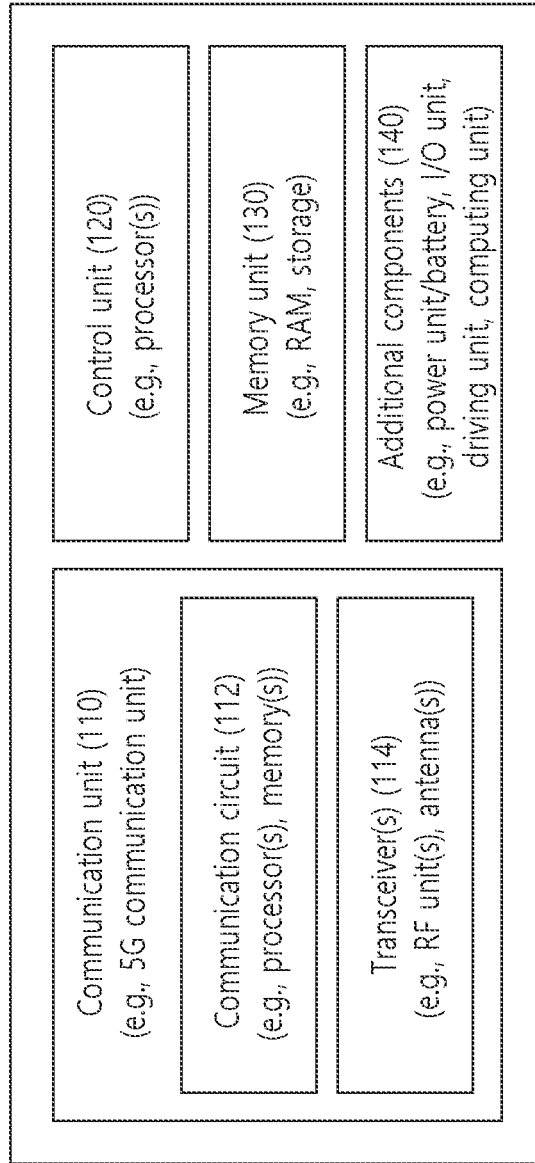 Communication unit (110)
(e.g., 5G communication unit)
Communication circuit (112)
(e.g., processor(s), memory(s))
Transceiver(s) (114)
(e.g., RF unit(s), antenna(s))
Control unit (120)
(e.g., processor(s))
Memory unit (130)
(e.g., RAM, storage)
Additional components (140)
(e.g., power unit/battery, I/O unit,
driving unit, computing unit)